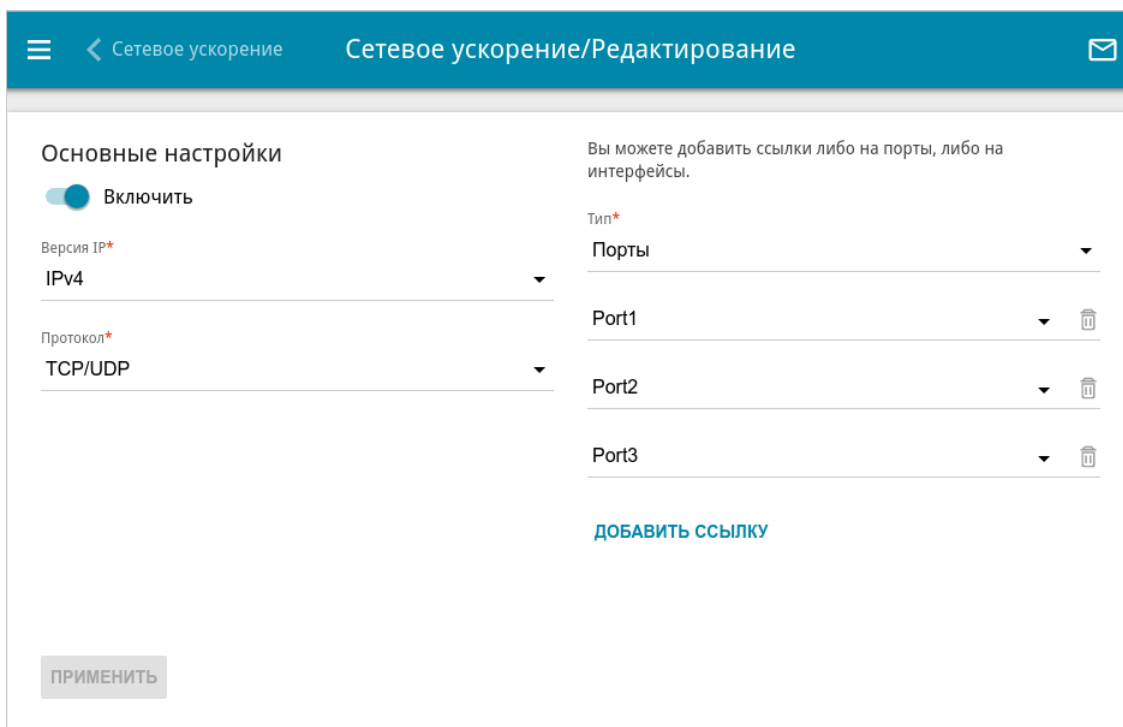 Сетевое ускорение
Сетевое ускорение/Редактирование
Основные настройки
Включить
Версия IP*
IPv4
Протокол*
TCP/UDP
Вы можете добавить ссылки либо на порты, либо на
интерфейсы.
Тип*
Порты
Port1
Port2
Port3
ДОБАВИТЬ ССЫЛКУ
ПРИМЕНИТЬ